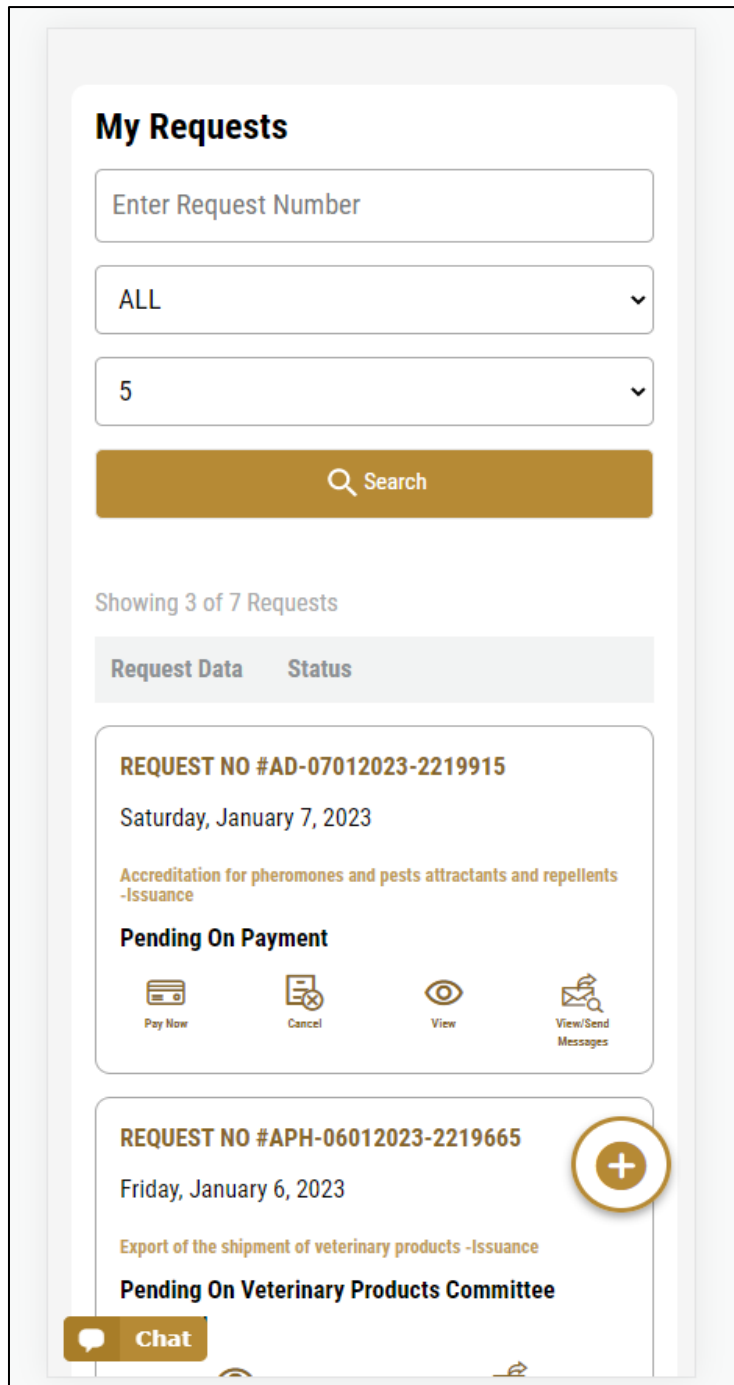 My Requests
Enter Request Number
ALL
5
Search
Showing 3 of 7 Requests
Request Data Status
REQUEST NO #AD-07012023-2219915
Saturday, January 7, 2023
Accreditation for pheromones and pests attractants and repellents
-Issuance
Pending On Payment
Pay Now Cancel View View/Send
Messages
REQUEST NO #APH-06012023-2219665
Friday, January 6, 2023
Export of the shipment of veterinary products -Issuance
Pending On Veterinary Products Committee
Chat